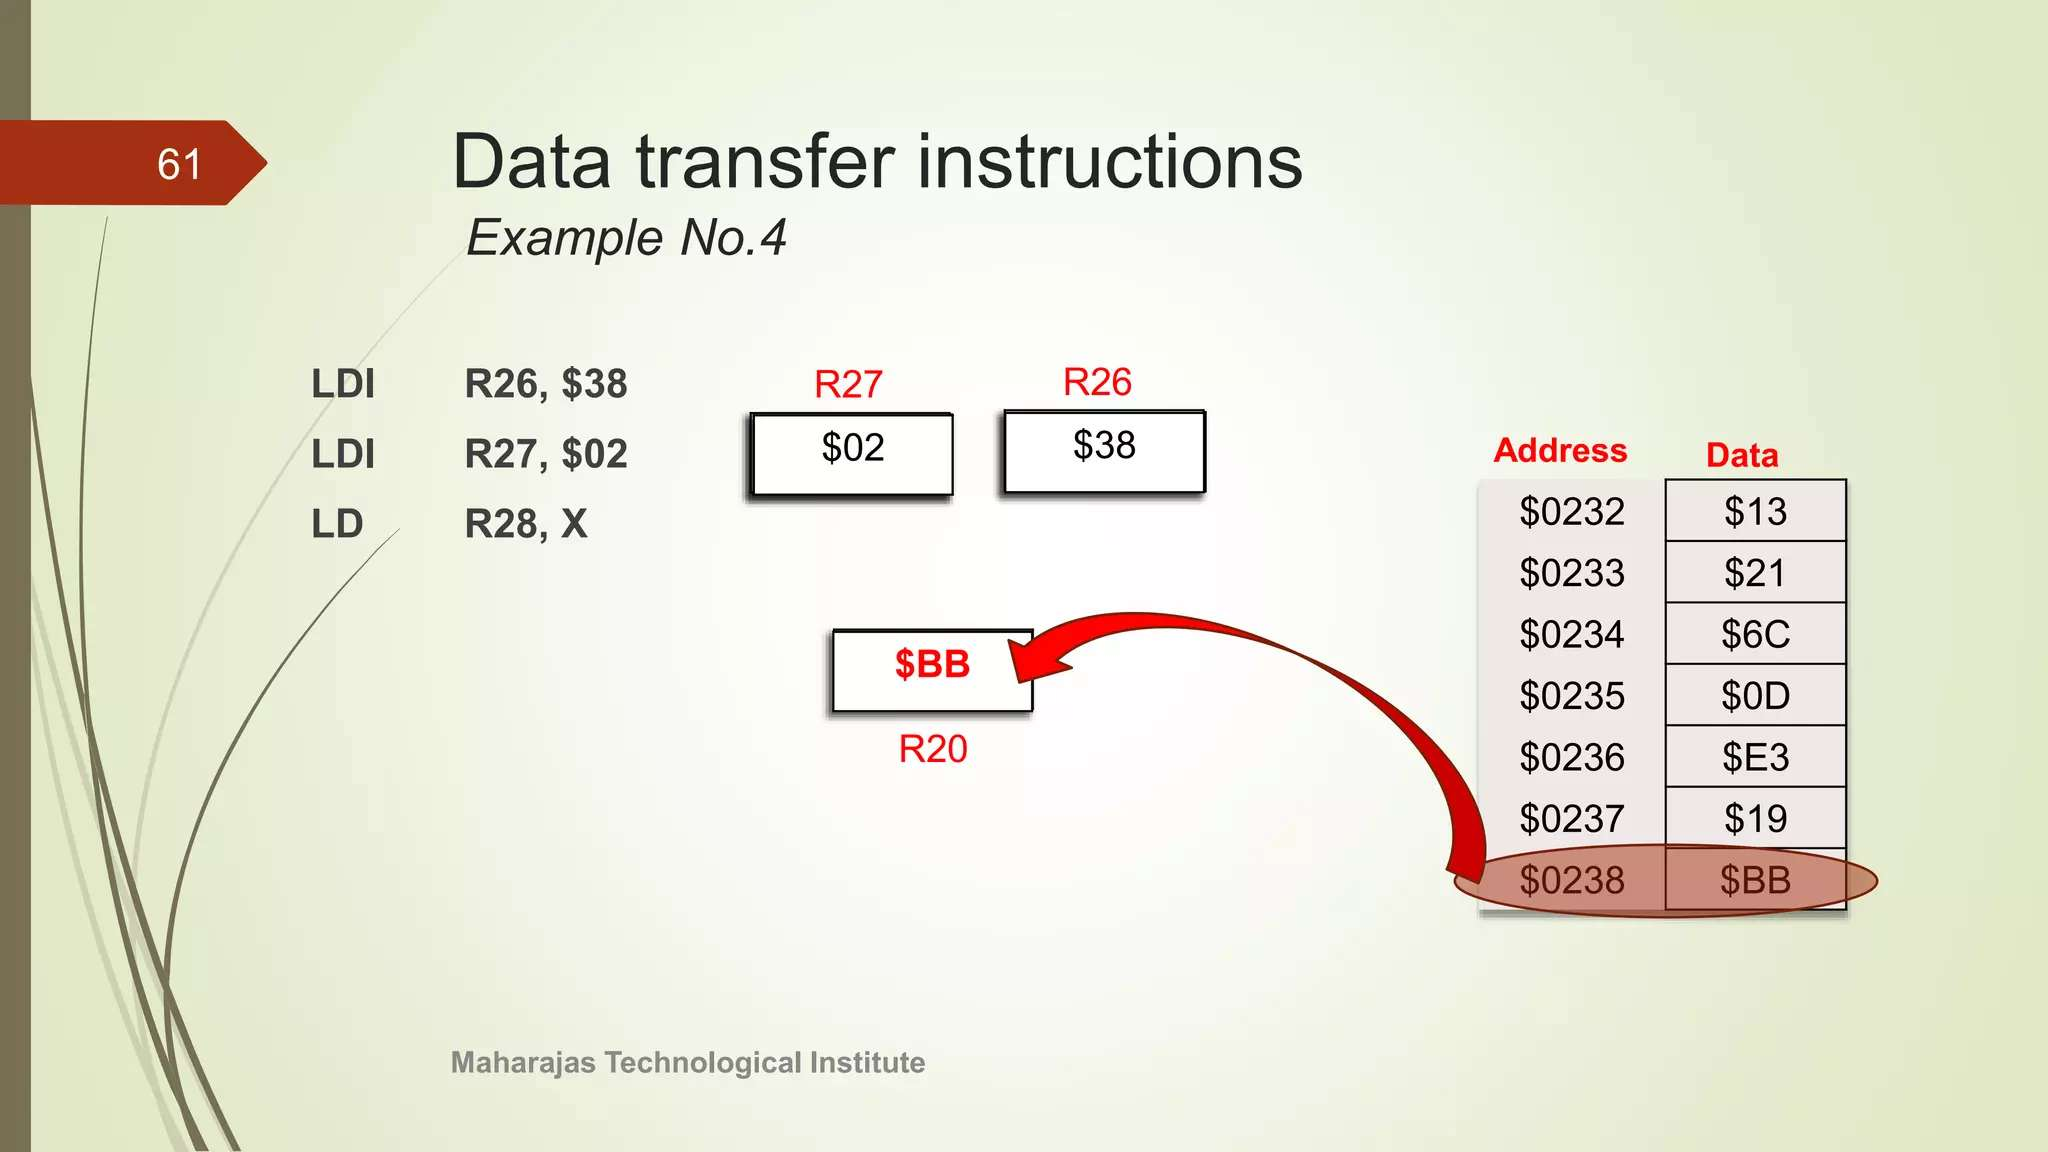 61
Data transfer instructions
Example No.4
LDI R26, $38
LDI R27, $02
LD R28, X
R27 R26
$02 $38
$BB
R20
Address Data
$0232 $13
$0233 $21
$0234 $6C
$0235 $0D
$0236 $E3
$0237 $19
$0238 $BB
Maharajas Technological Institute